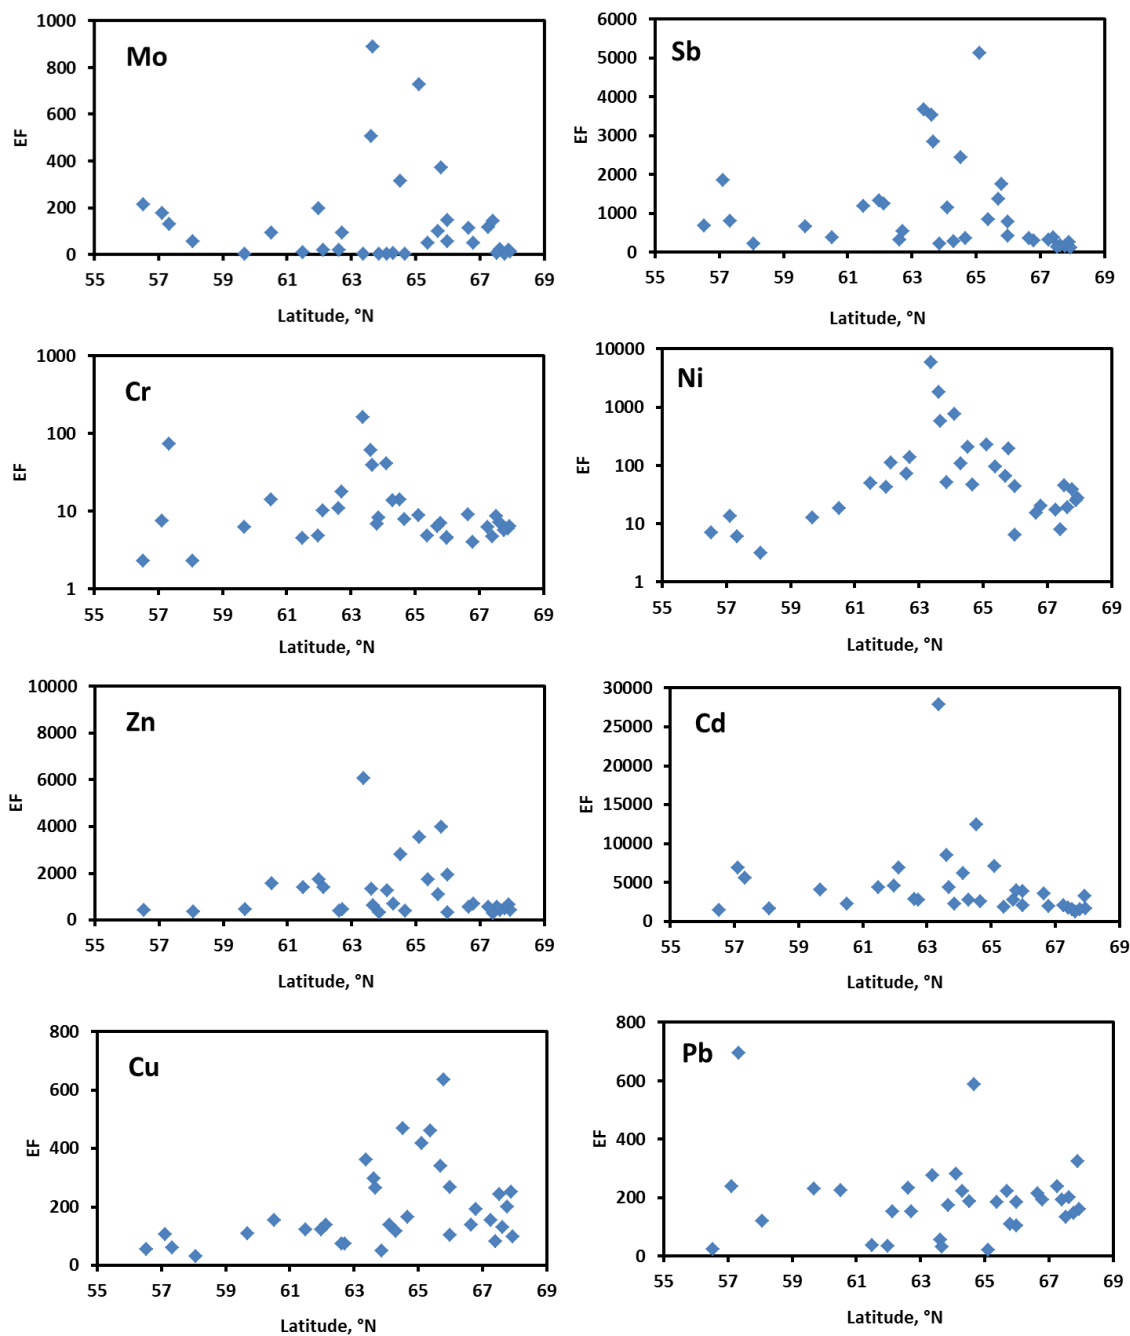 1000
800
600
400
200
0
EF
Mo
55 57 59 61 63 65 67 69
Latitude, °N
6000
5000
4000
3000
2000
1000
0
EF
Sb
55 57 59 61 63 65 67 69
Latitude, °N
1000
100
10
1
EF
Cr
55 57 59 61 63 65 67 69
Latitude, °N
10000
1000
100
10
1
EF
Ni
55 57 59 61 63 65 67 69
Latitude, °N
10000
8000
6000
4000
2000
0
EF
Zn
55 57 59 61 63 65 67 69
Latitude, °N
30000
25000
20000
15000
10000
5000
0
EF
Cd
55 57 59 61 63 65 67 69
Latitude, °N
800
600
400
200
0
EF
Cu
55 57 59 61 63 65 67 69
Latitude, °N
800
600
400
200
0
EF
Pb
55 57 59 61 63 65 67 69
Latitude, °N